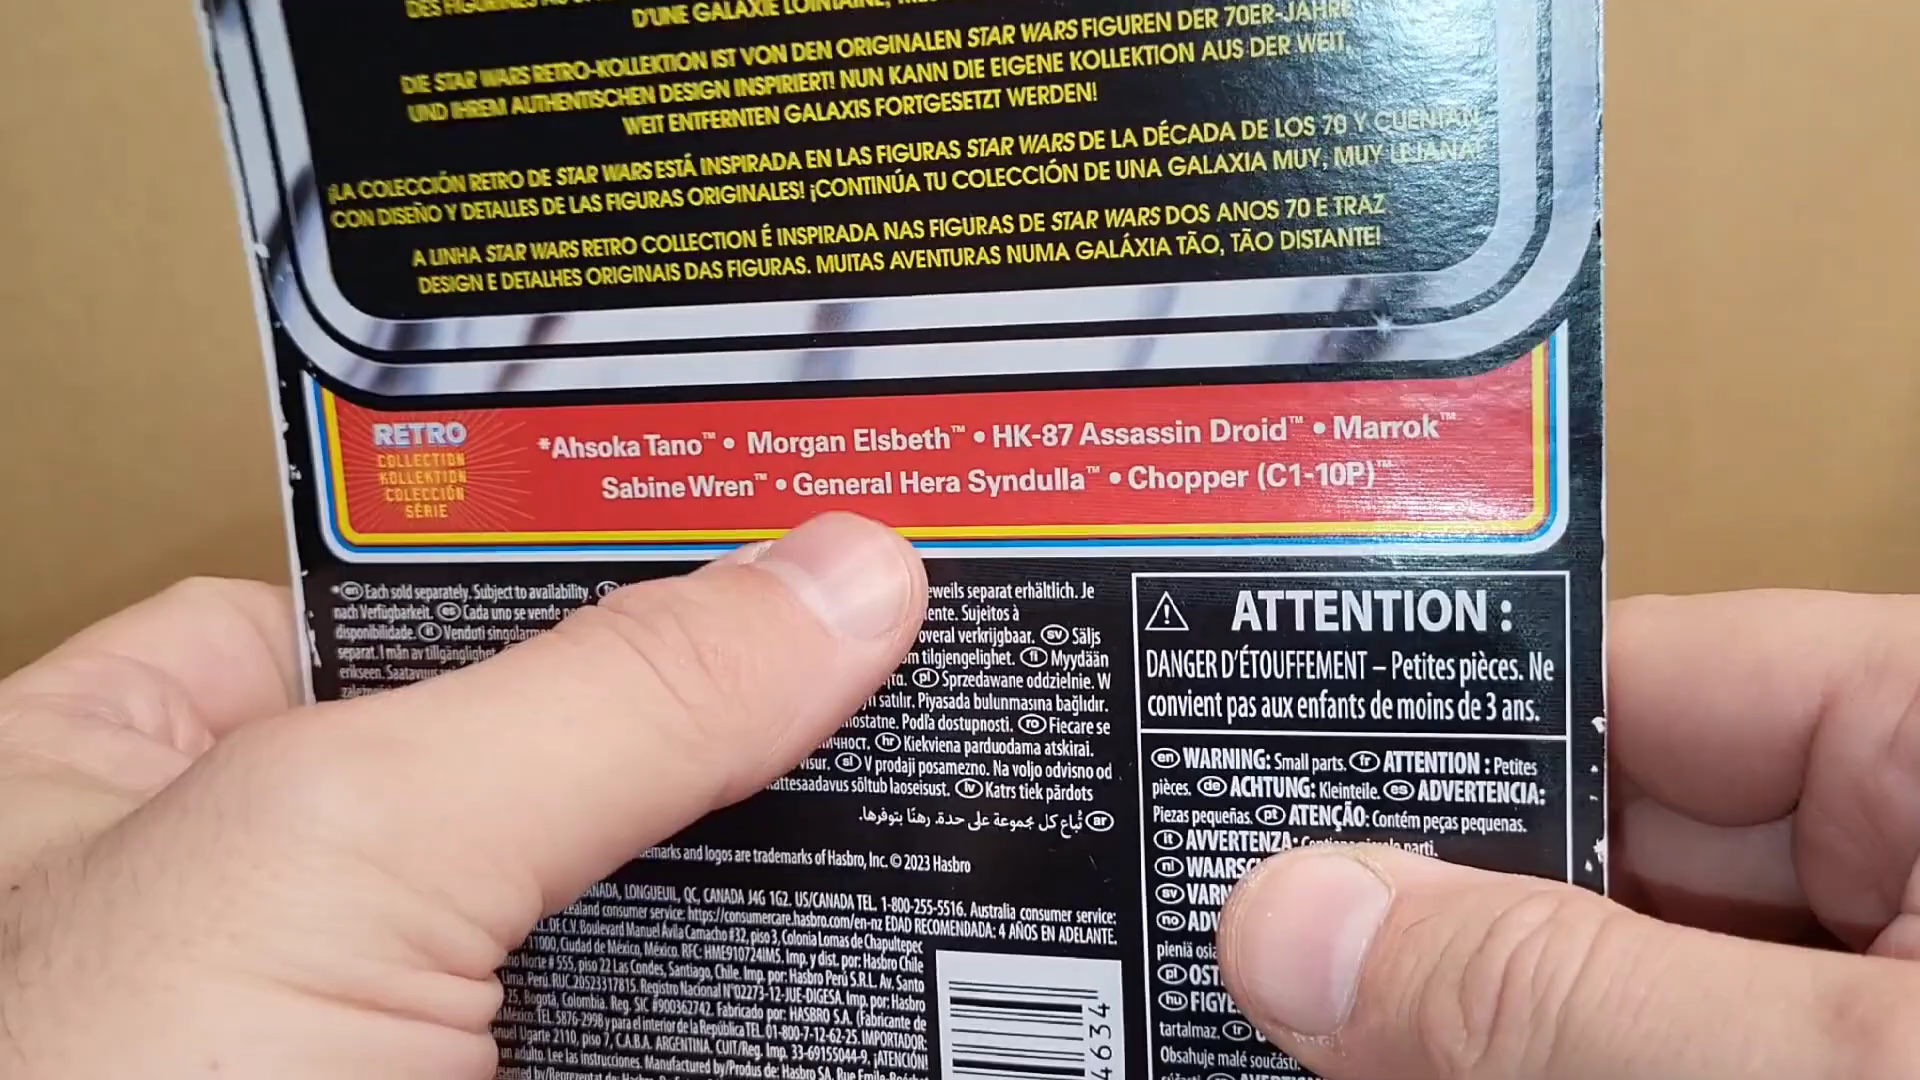 DES FIGURINES
D'UNE GALAXIE LOINTAINE,
DIE STAR WARS RETRO-KOLLEKTION IST VON DEN ORIGINALEN STAR WARS FIGUREN DER 70ER-JAHRE
UND IHREM AUTHENTISCHEN DESIGN INSPIRIERT! NUN KANN DIE EIGENE KOLLEKTION AUS DER WEIT,
WEIT ENTFERNTEN GALAXIS FORTGESETZT WERDEN!
¡LA COLECCIÓN RETRO DE STAR WARS ESTÁ INSPIRADA EN LAS FIGURAS STAR WARS DE LA DÉCADA DE LOS 70 Y CUENTAN
CON DISEÑO Y DETALLES DE LAS FIGURAS ORIGINALES! ¡CONTINÚA TU COLECCIÓN DE UNA GALAXIA MUY, MUY LEJANA!
A LINHA STAR WARS RETRO COLLECTION É INSPIRADA NAS FIGURAS DE STAR WARS DOS ANOS 70 E TRAZ
DESIGN E DETALHES ORIGINAIS DAS FIGURAS. MUITAS AVENTURAS NUMA GALÁXIA TÃO, TÃO DISTANTE!
RETRO
COLLECTION
KOLLEKTION
COLECCIÓN
SÉRIE
*Ahsoka Tano™ • Morgan Elsbeth™ • HK-87 Assassin Droid™ • Marrok™
Sabine Wren™ • General Hera Syndulla™ • Chopper (C1-10P)™
*en Each sold separately. Subject to availability. eweils separat erhältlich. Je
nach Verfügbarkeit. es Cada uno se vende ente. Sujeitos à
disponibilidade. it Venduti singolarm overal verkrijgbaar. sv Säljs
separat. I mån av tillgänglighet. m tilgjengelighet. fi Myydään
erikseen. pl Sprzedawane oddzielnie. W
satılır. Piyasada bulunmasına bağlıdır.
ostatne. Podľa dostupnosti. ro Fiecare se
ичност. hr Kiekviena parduodama atskirai.
visur. sl V prodaji posamezno. Na voljo odvisno od
attesaadavus sõltub laoseisust. lv Katrs tiek pārdots
ar تُباع كل مجموعة على حدة. رهنًا بتوفرها.
emarks and logos are trademarks of Hasbro, Inc. © 2023 Hasbro
ANADA, LONGUEUIL, QC, CANADA J4G 1G2. US/CANADA TEL. 1-800-255-5516. Australia consumer service:
Zealand consumer service: https://consumercare.hasbro.com/en-nz EDAD RECOMENDADA: 4 AÑOS EN ADELANTE.
DE C.V. Boulevard Manuel Ávila Camacho #32, piso 3, Colonia Lomas de Chapultepec
11000, Ciudad de México, México. RFC: HME910724IM5. Imp. y dist. por: Hasbro Chile
Norte # 555, piso 22 Las Condes, Santiago, Chile. Imp. por: Hasbro Perú S.R.L. Av. Santo
Lima, Perú. RUC 20523317815. Registro Nacional N°02273-12-JUE-DIGESA. Imp. por: Hasbro
-25, Bogotá, Colombia. Reg. SIC #900362742. Fabricado por: HASBRO S.A. (Fabricante de
México: TEL. 5876-2998 y para el interior de la República TEL. 01-800-7-12-62-25. IMPORTADOR:
Ugarte 2110, piso 7, C.A.B.A. ARGENTINA. CUIT/Reg. Imp. 33-69155044-9. ¡ATENCIÓN!
un adulto. Lee las instrucciones. Manufactured by/Produs de: Hasbro SA, Rue
4634
ATTENTION :
DANGER D'ÉTOUFFEMENT – Petites pièces. Ne
convient pas aux enfants de moins de 3 ans.
en WARNING: Small parts. fr ATTENTION : Petites
pièces. de ACHTUNG: Kleinteile. es ADVERTENCIA:
Piezas pequeñas. pt ATENÇÃO: Contém peças pequenas.
it AVVERTENZA: parti.
nl WAARSC
sv VARN
no ADV
pieniä osia
pl OST
hu FIGYE
tartalmaz. tr
Obsahuje malé součásti.